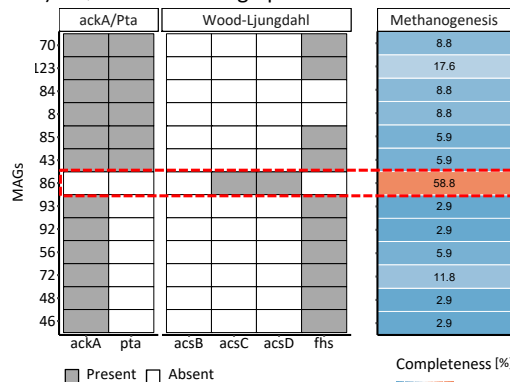 ackA/Pta Wood-Ljungdahl Methanogenesis
70 8.8
123 17.6
84 8.8
8 8.8
85 5.9
43 5.9
86 58.8
93 2.9
92 2.9
56 5.9
72 11.8
48 2.9
46 2.9
MAGs
ackA pta acsB acsC acsD fhs
Present Absent
Completeness [%]